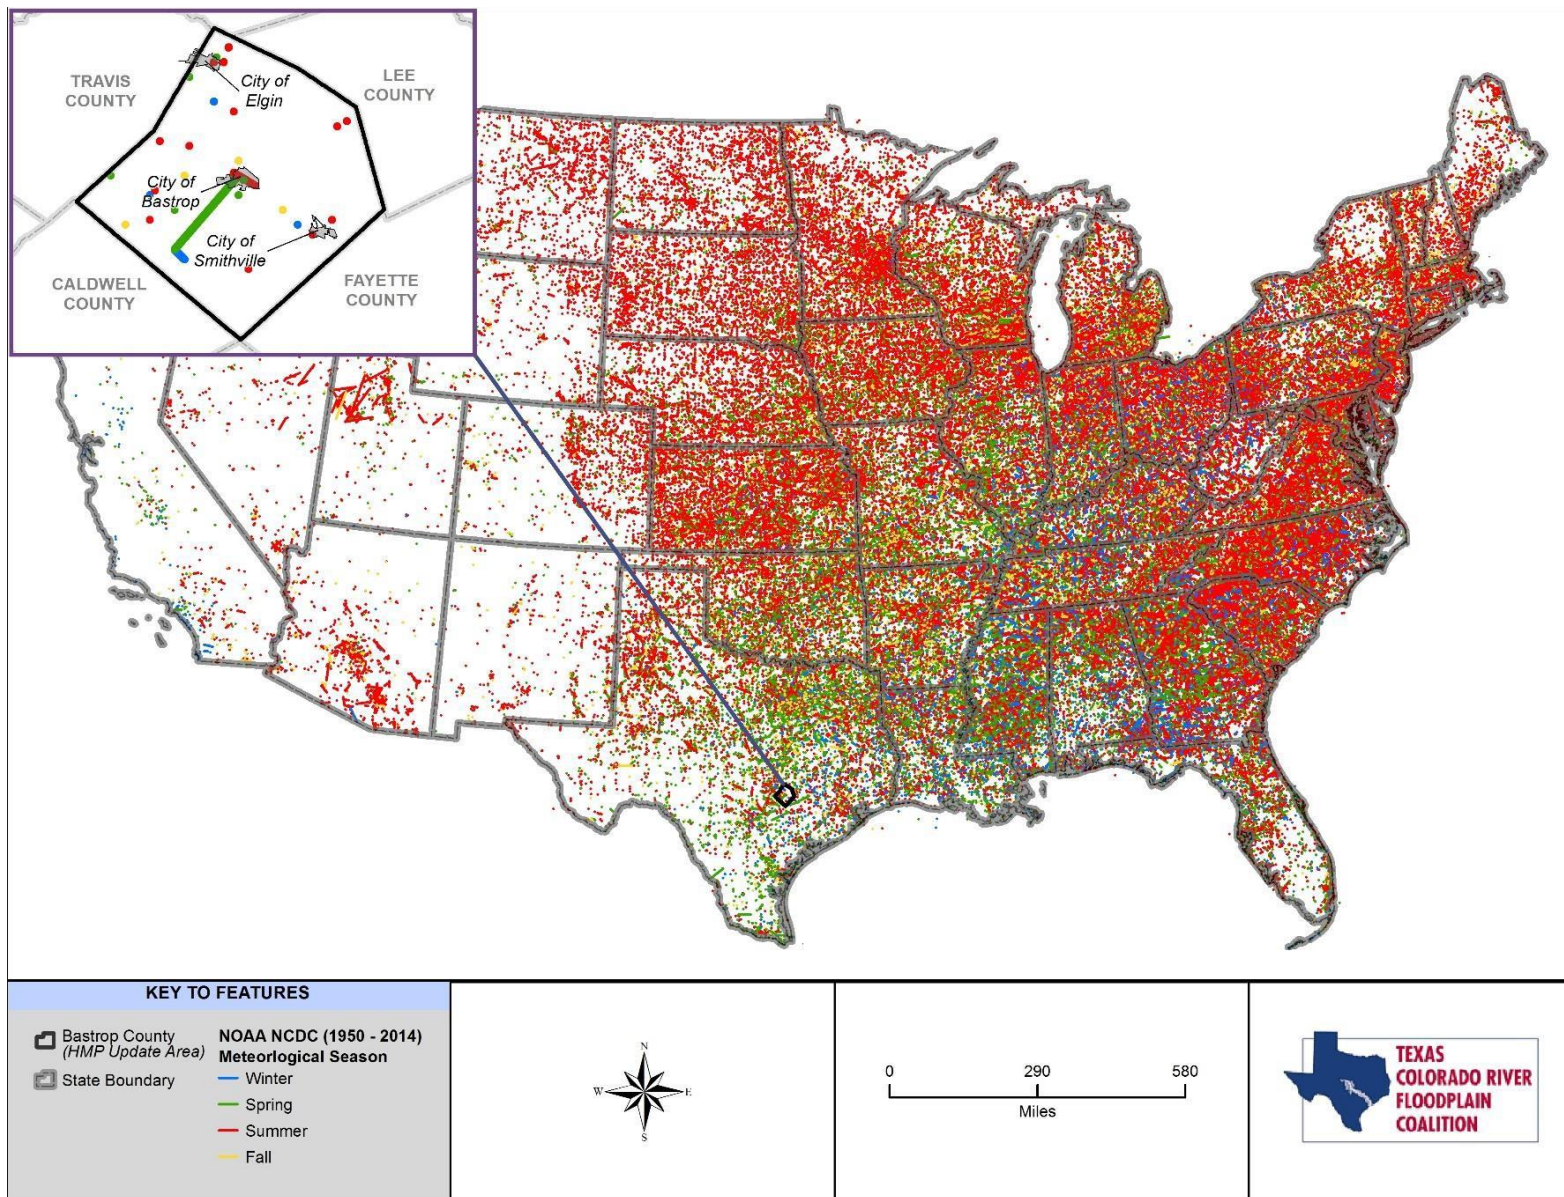 TRAVIS
COUNTY
City of
Elgin
LEE
COUNTY
City of
Bastrop
City of
Smithville
CALDWELL
COUNTY
FAYETTE
COUNTY
KEY TO FEATURES
Bastrop County
(HMP Update Area)
State Boundary
NOAA NCDC (1950 - 2014)
Meteorlogical Season
Winter
Spring
Summer
Fall
N
W
E
S
0 290 580
Miles
TEXAS
COLORADO RIVER
FLOODPLAIN
COALITION